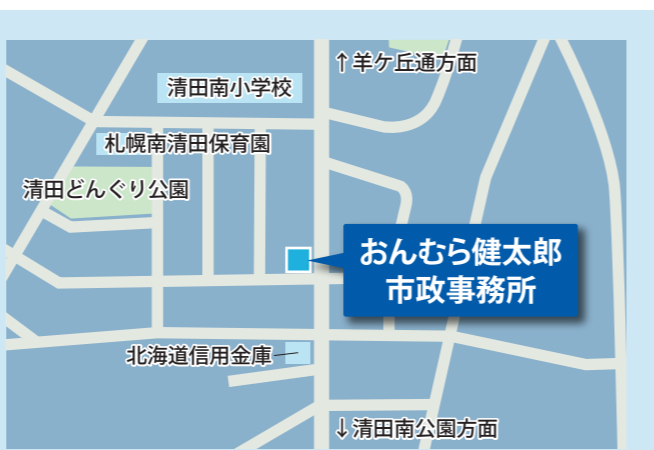 ↑羊ケ丘通方面
清田南小学校
札幌南清田保育園
清田どんぐり公園
おんむら健太郎
市政事務所
北海道信用金庫
↓清田南公園方面